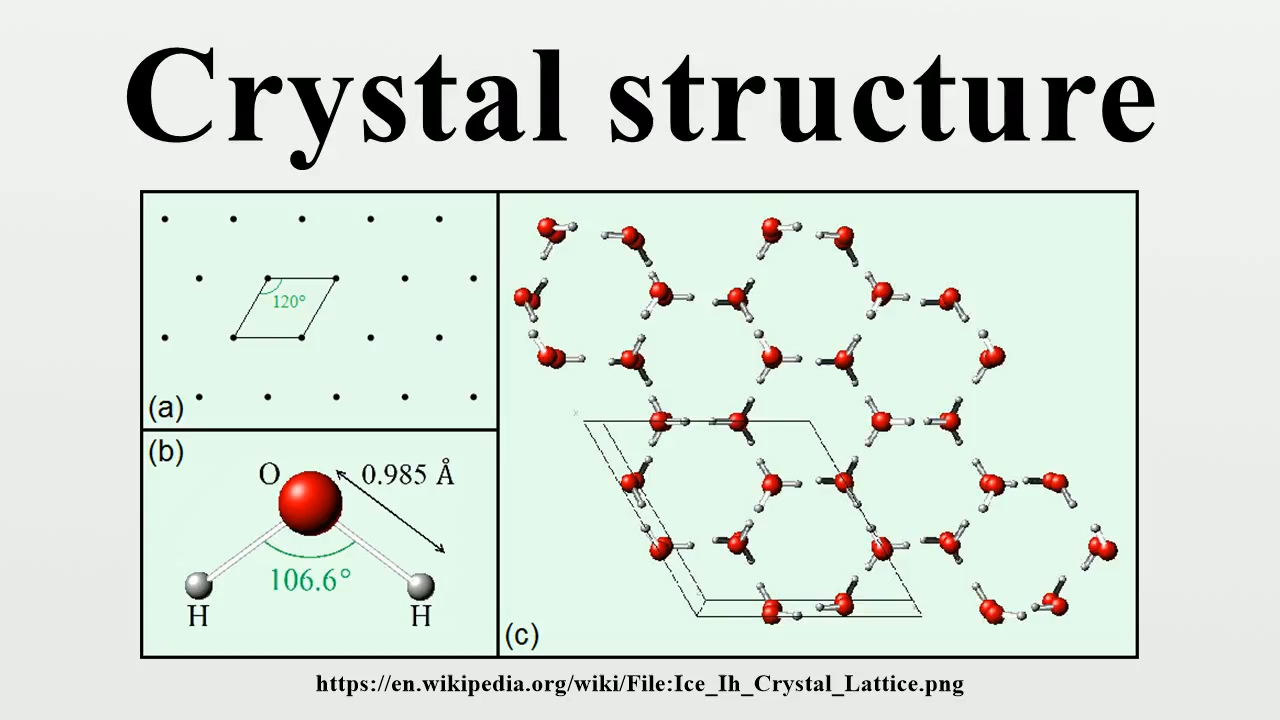 Crystal structure
120°
(a)
(b)
O
0.985 Å
106.6°
H
H
x
(c)
https://en.wikipedia.org/wiki/File:Ice_Ih_Crystal_Lattice.png